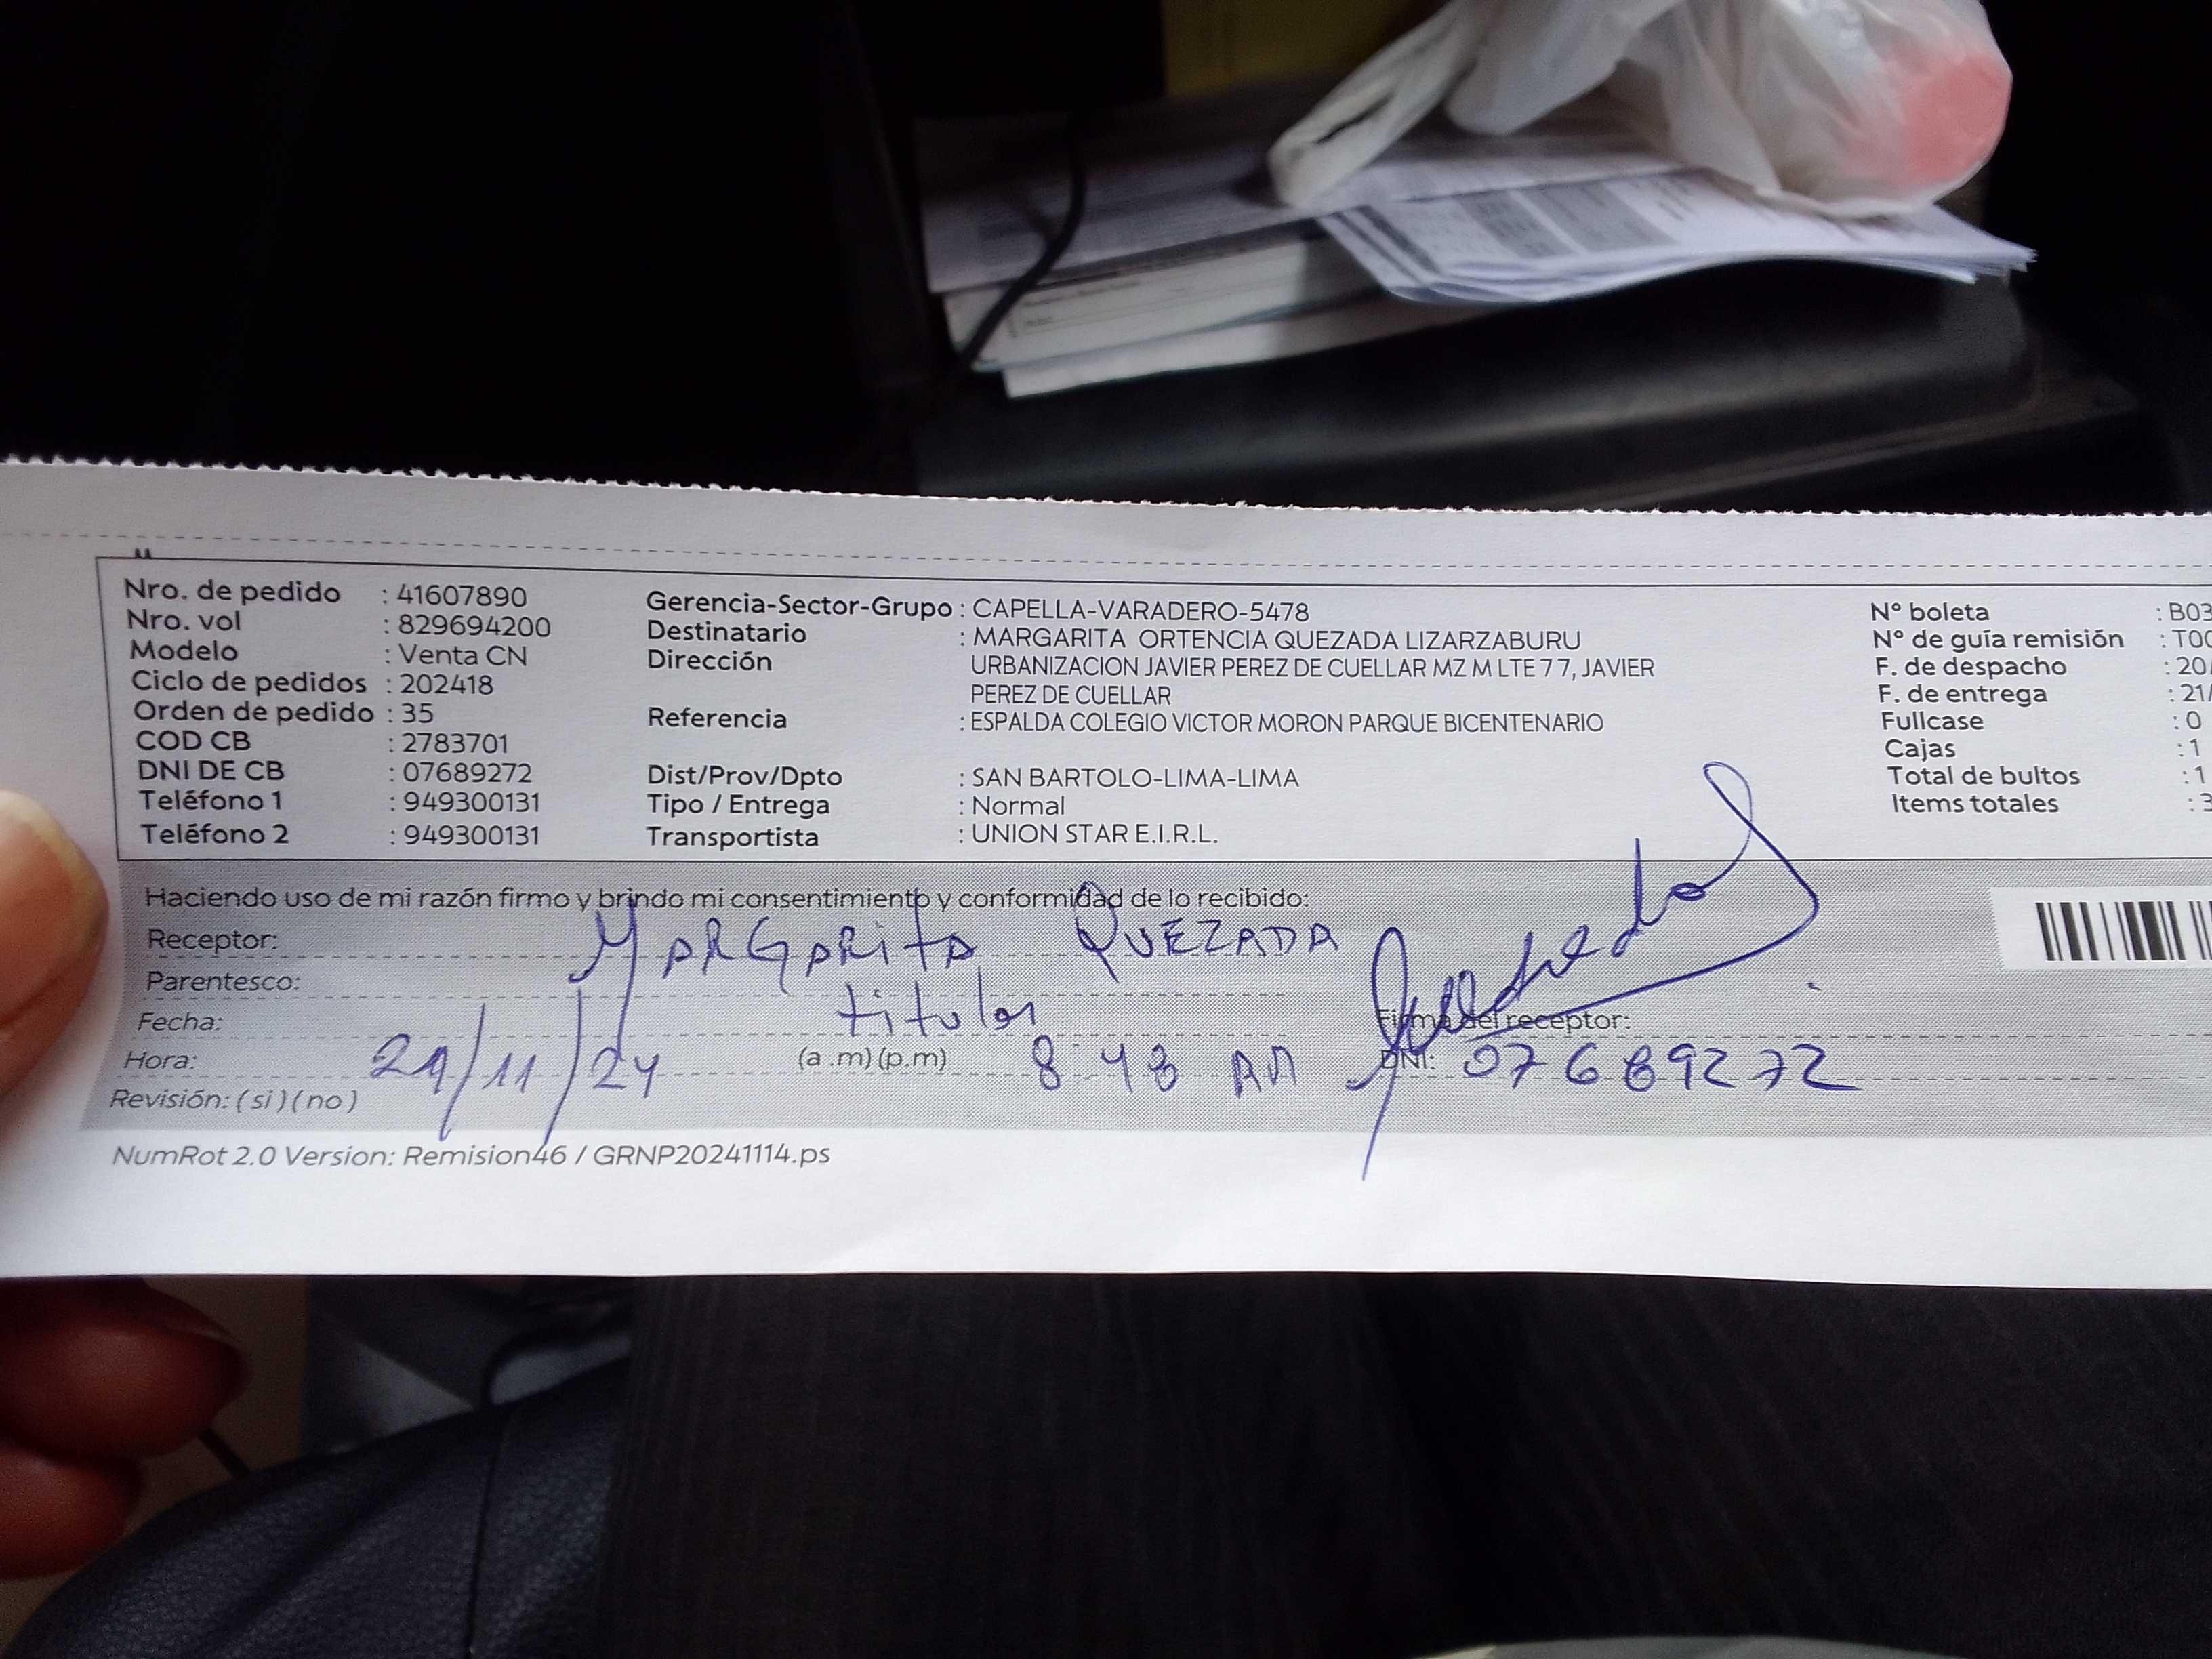 Nro. de pedido : 41607890
Nro. vol : 829694200
Modelo : Venta CN
Ciclo de pedidos : 202418
Orden de pedido : 35
COD CB : 2783701
DNI DE CB : 07689272
Teléfono 1 : 949300131
Teléfono 2 : 949300131
Gerencia-Sector-Grupo : CAPELLA-VARADERO-5478
Destinatario : MARGARITA ORTENCIA QUEZADA LIZARZABURU
Dirección URBANIZACION JAVIER PEREZ DE CUELLAR MZ M LTE 7 7, JAVIER
PEREZ DE CUELLAR
Referencia : ESPALDA COLEGIO VICTOR MORON PARQUE BICENTENARIO
Dist/Prov/Dpto : SAN BARTOLO-LIMA-LIMA
Tipo / Entrega : Normal
Transportista : UNION STAR E.I.R.L.
N° boleta : B03
N° de guía remisión : T00
F. de despacho : 20/
F. de entrega : 21/
Fullcase : 0
Cajas : 1
Total de bultos : 1
Items totales : 3
Haciendo uso de mi razón firmo y brindo mi consentimiento y conformidad de lo recibido:
Receptor: MARGARITA QUEZADA
Parentesco: titular
Fecha: Firma del receptor:
Hora: 21/11/24 (a .m) (p.m) 8 48 AM DNI: 07689272
Revisión: ( si ) ( no )
NumRot 2.0 Version: Remision46 / GRNP20241114.ps